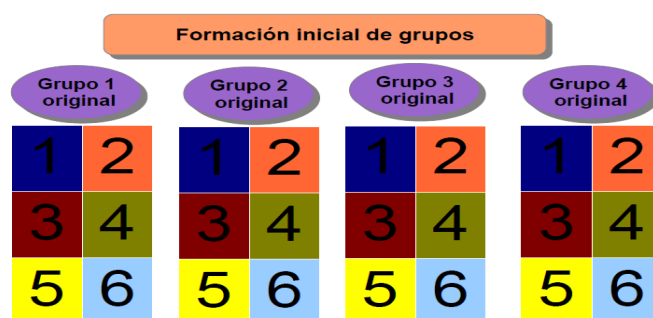 Formación inicial de grupos
Grupo 1
original
Grupo 2
original
Grupo 3
original
Grupo 4
original
1 2 1 2 1 2 1 2
3 4 3 4 3 4 3 4
5 6 5 6 5 6 5 6